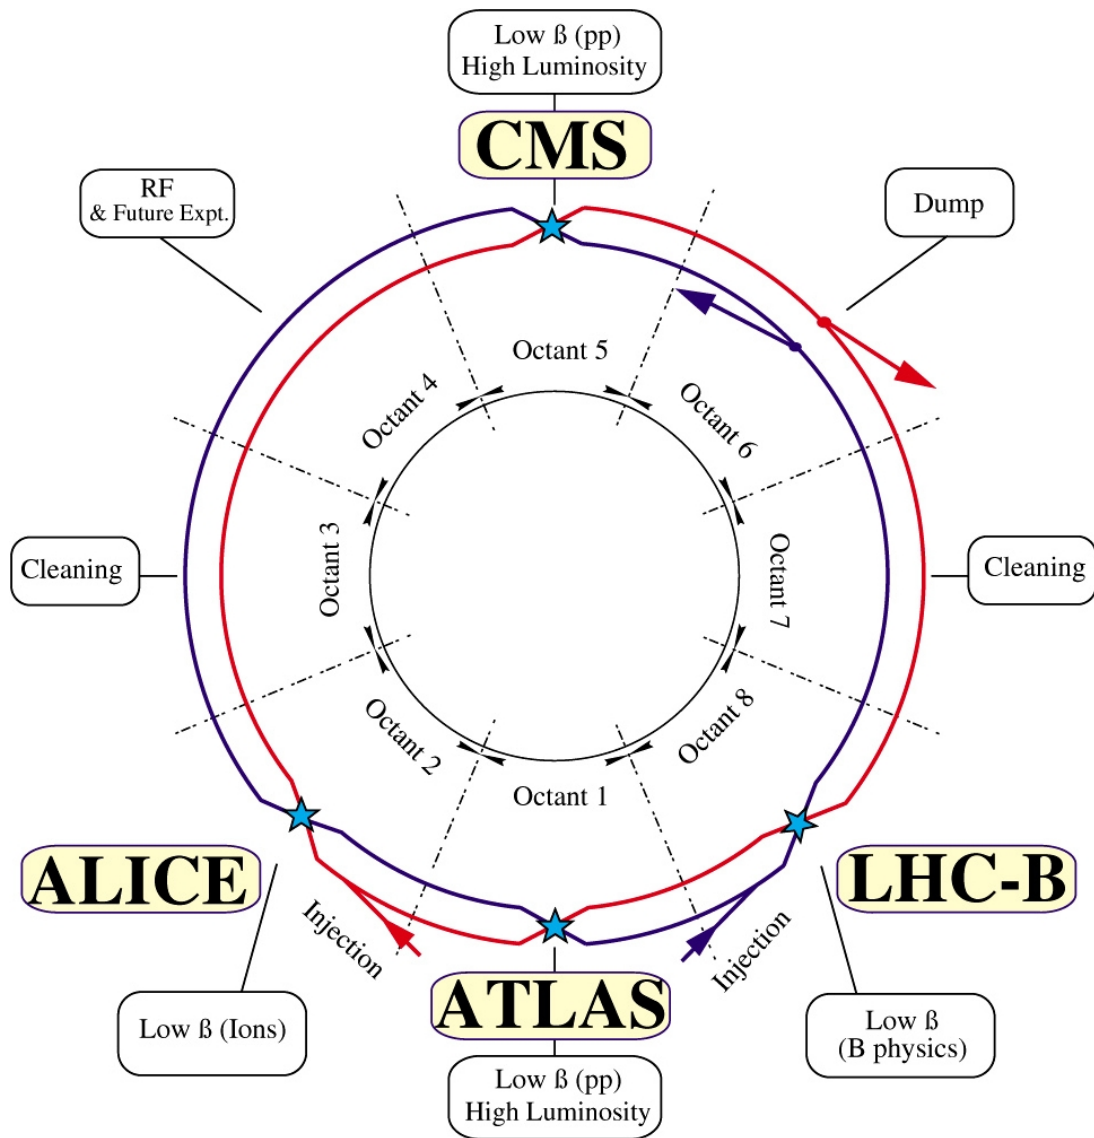 Low ß (pp)
High Luminosity
CMS
RF
& Future Expt.
Dump
Octant 5
Octant 4
Octant 6
Cleaning
Octant 3
Octant 7
Cleaning
Octant 2
Octant 8
Octant 1
ALICE
LHC-B
Injection
Injection
ATLAS
Low ß (Ions)
Low ß
(B physics)
Low ß (pp)
High Luminosity